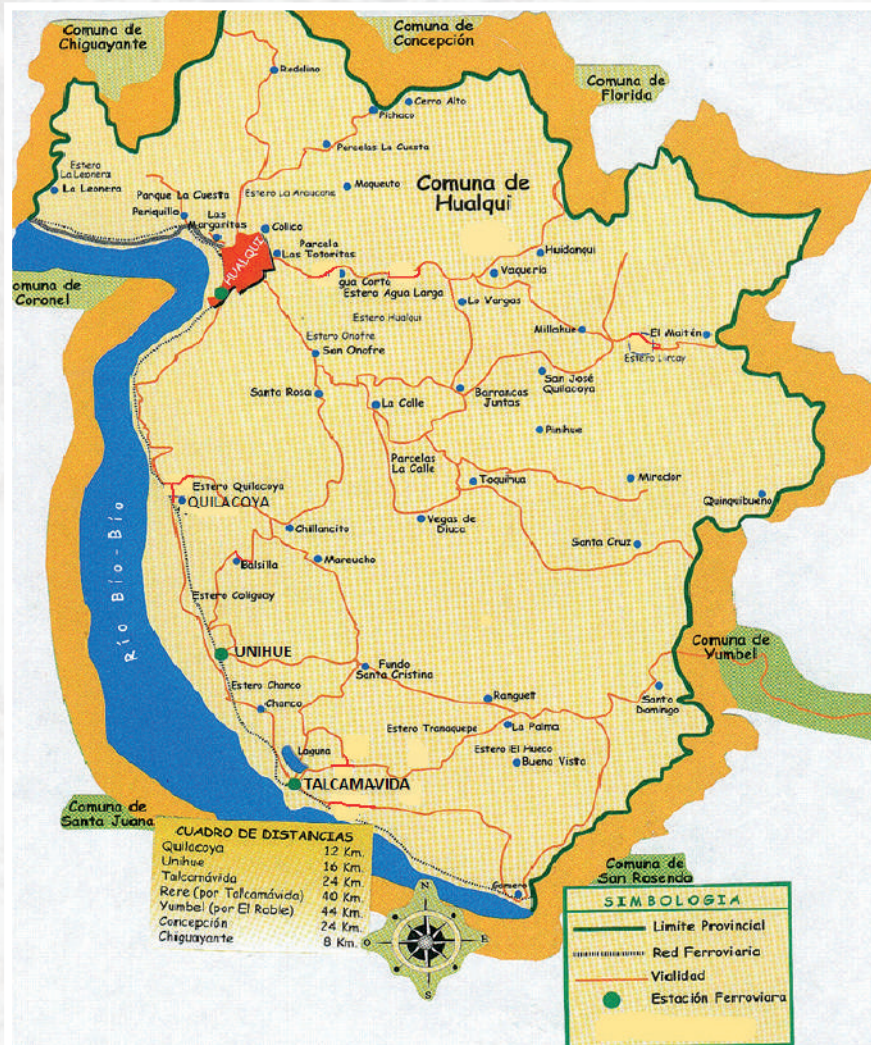 Comuna de
Chiguayante
Comuna de
Concepción
Comuna de
Florida
Redolino
Cerro Alto
Pichaco
Parcelas La Cuesta
Estero
La Leonera
La Leonera
Parque La Cuesta
Periquillo
Las
Margaritas
Estero La Araucana
Moqueuto
Comuna de
Hualqui
Colico
HUALQUI
Parcela
Las Totoritas
Huidanqui
Comuna de
Coronel
gua Corta
Estero Agua Larga
Vaquería
Lo Vargas
Estero Hualqui
Estero Onofre
San Onofre
Millahue
El Maitén
Estero Lircay
Santa Rosa
La Calle
Barrancas
Juntas
San José
Quilacoya
Pinihue
Parcelas
La Calle
Estero Quilacoya
QUILACOYA
Toquihua
Mirador
Quinquibueno
Chillancito
Vegas de
Diuca
Santa Cruz
Balsilla
Mareucho
Estero Coliguay
Río Bío-Bío
UNIHUE
Fundo
Santa Cristina
Comuna de
Yumbel
Estero Chanco
Ranguel
Santo
Domingo
Estero Tranaquepe
La Palma
Laguna
Estero El Hueco
Buena Vista
TALCAMAVIDA
Comuna de
Santa Juana
CUADRO DE DISTANCIAS
Quilacoya 12 Km.
Unihue 16 Km.
Talcamávida 24 Km.
Rere (por Talcamávida) 40 Km.
Yumbel (por El Roble) 44 Km.
Concepción 24 Km.
Chiguayante 8 Km.
N
O
E
S
Gomero
Comuna de
San Rosendo
SIMBOLOGIA
Limite Provincial
Red Ferroviaria
Vialidad
Estación Ferroviara